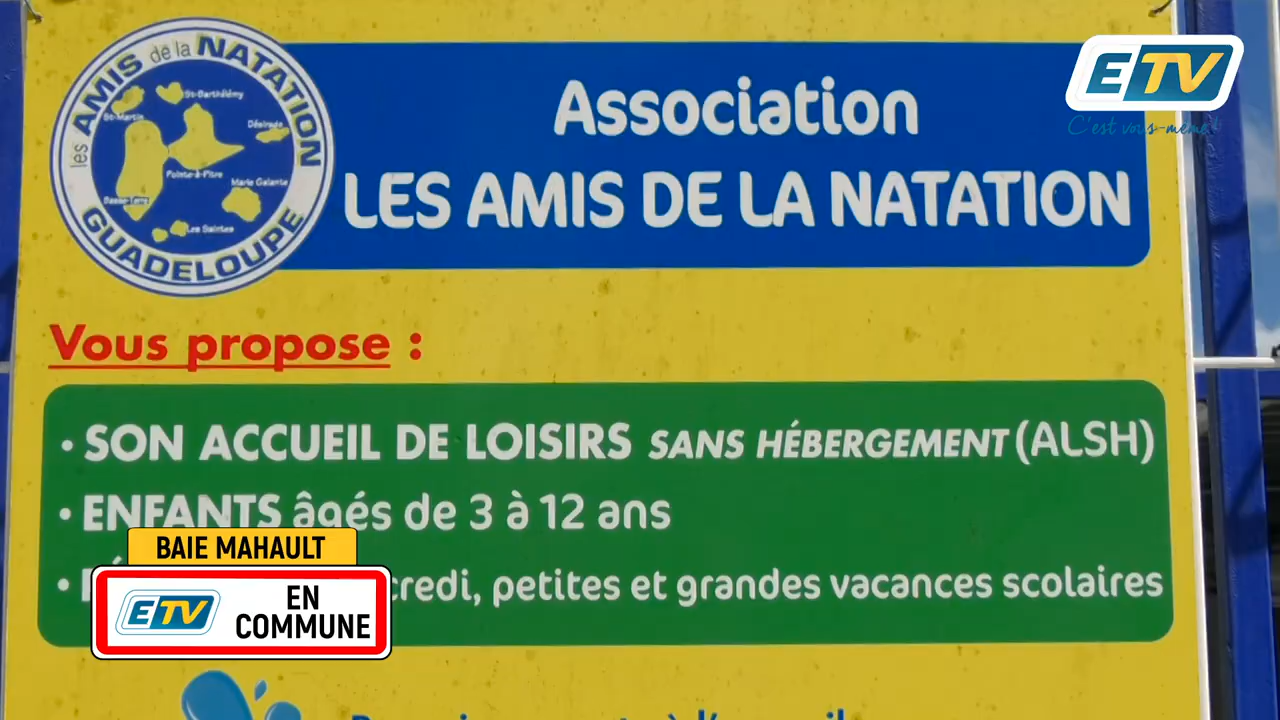 les AMIS de la NATATION
GUADELOUPE
St-Barthélémy
St-Martin
Désirade
Pointe-à-Pitre
Marie Galante
Basse-Terre
Les Saintes
Association
LES AMIS DE LA NATATION
ETV
C'est vous-même !
Vous propose :
• SON ACCUEIL DE LOISIRS SANS HÉBERGEMENT (ALSH)
• ENFANTS âgés de 3 à 12 ans
credi, petites et grandes vacances scolaires
BAIE MAHAULT
ETV
EN
COMMUNE